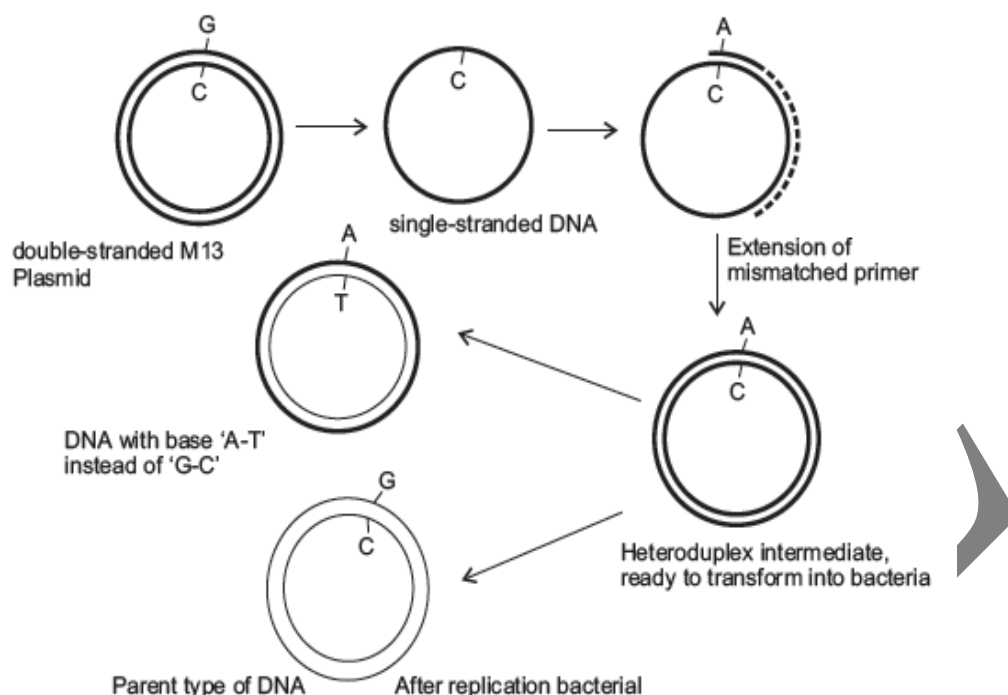 G
C
C
A
C
double-stranded M13
Plasmid
single-stranded DNA
Extension of
mismatched primer
A
T
A
C
DNA with base ‘A-T’
instead of ‘G-C’
Heteroduplex intermediate,
ready to transform into bacteria
G
C
Parent type of DNA
After replication bacterial